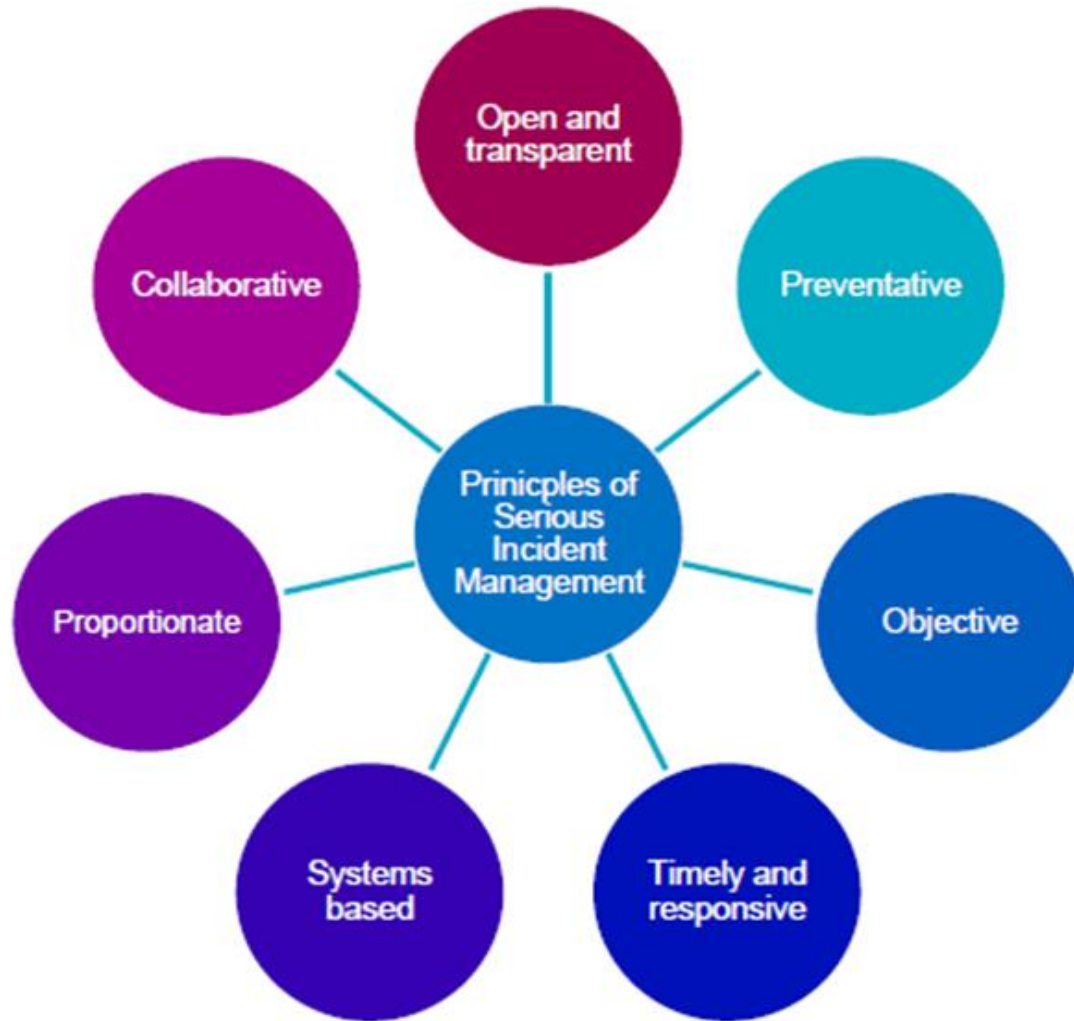 Open and
transparent
Preventative
Objective
Timely and
responsive
Systems
based
Proportionate
Collaborative
Prinicples of
Serious
Incident
Management